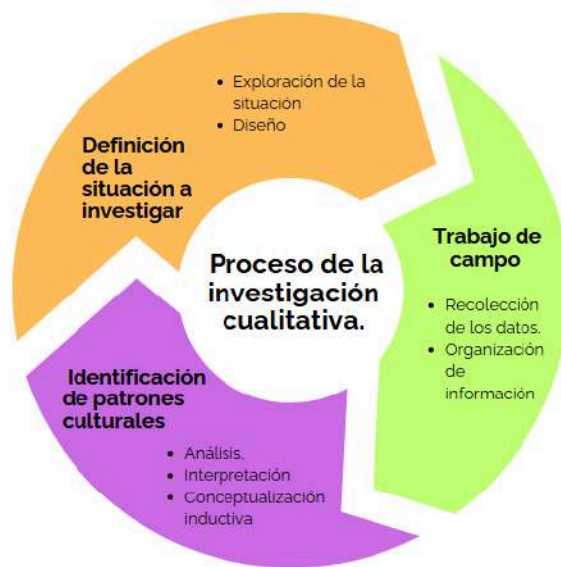 Proceso de la
investigación
cualitativa.
Definición
de la
situación a
investigar
• Exploración de la
situación
• Diseño
Trabajo de
campo
• Recolección
de los datos.
• Organización
de
información
Identificación
de patrones
culturales
• Análisis,
• Interpretación
• Conceptualización
inductiva